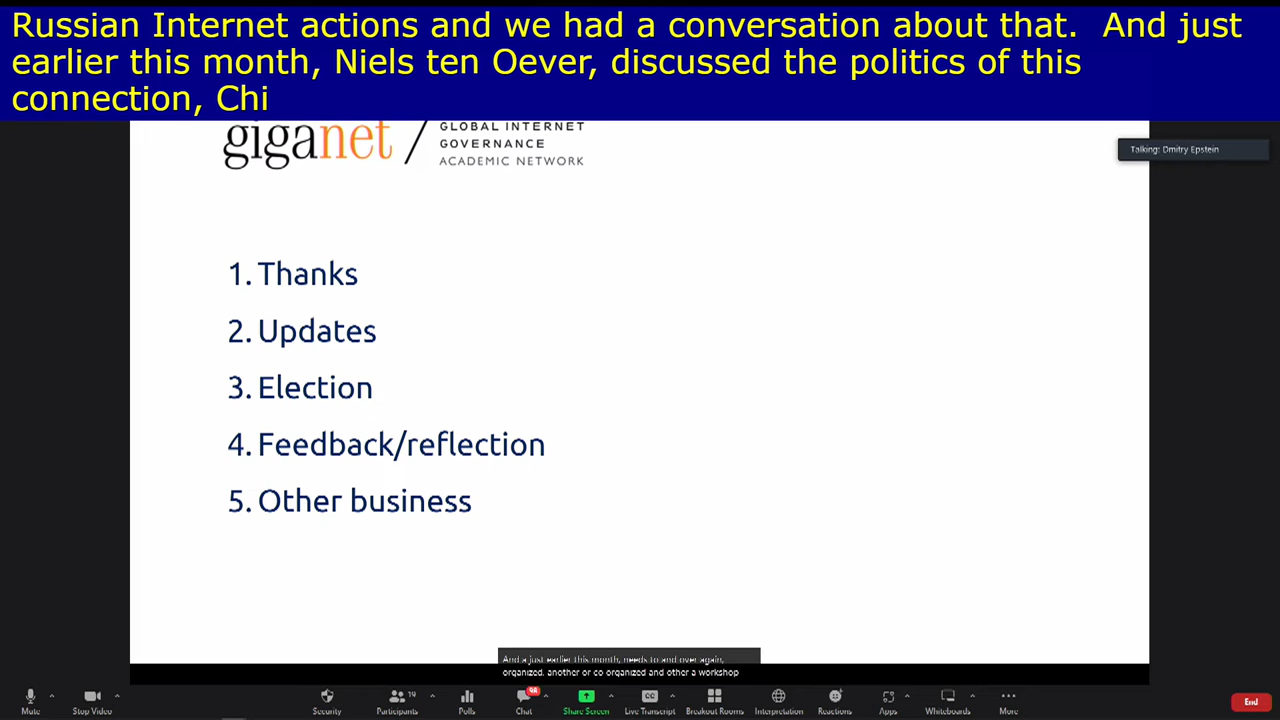 Russian Internet actions and we had a conversation about that.  And just
earlier this month, Niels ten Oever, discussed the politics of this
connection, Chi
giganet / GLOBAL INTERNET
GOVERNANCE
ACADEMIC NETWORK
Talking: Dmitry Epstein
1. Thanks
2. Updates
3. Election
4. Feedback/reflection
5. Other business
And a just earlier this month, needs to and over again,
organized. another or co organized and other a workshop
19
Mute
Stop Video
Security
Participants
Polls
Chat
Share Screen
Live Transcript
Breakout Rooms
Interpretation
Reactions
Apps
Whiteboards
More
End